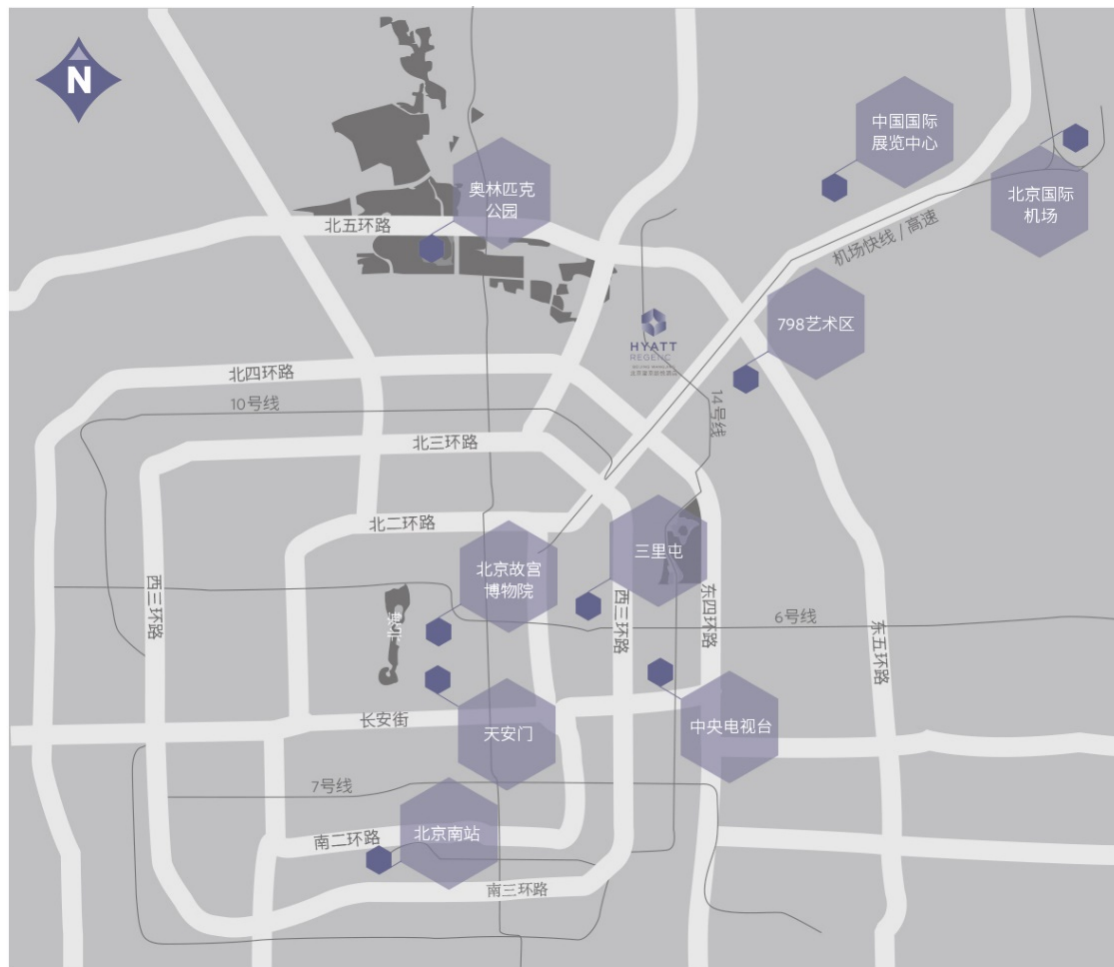 N
中国国际
展览中心
奥林匹克
公园
北京国际
机场
北五环路
机场快线 / 高速
798艺术区
HYATT
REGENC
北四环路
10号线
14号线
北三环路
北二环路
三里屯
北京故宫
博物院
西三环路
北海
西三环路
东四环路
6号线
东五环路
长安街
天安门
中央电视台
7号线
北京南站
南二环路
南三环路